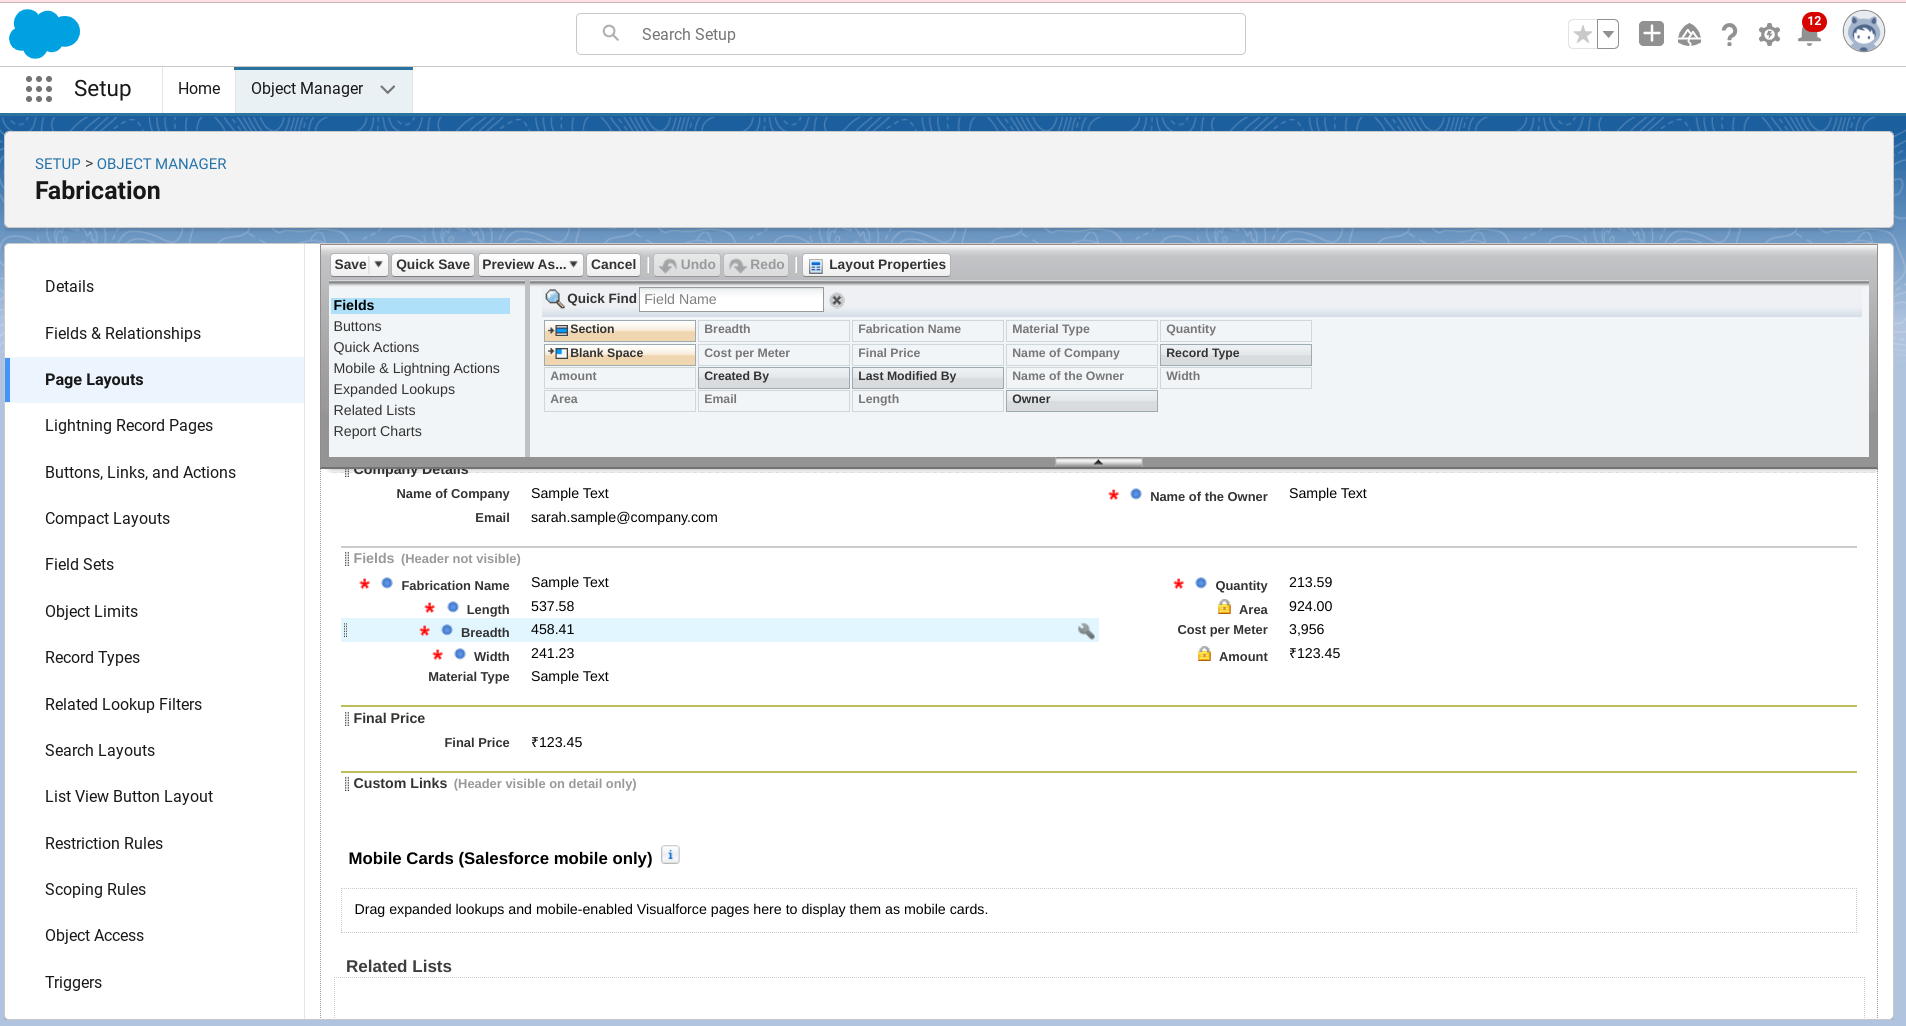 Search Setup
12
Setup
Home
Object Manager
SETUP > OBJECT MANAGER
Fabrication
Details
Fields & Relationships
Page Layouts
Lightning Record Pages
Buttons, Links, and Actions
Compact Layouts
Field Sets
Object Limits
Record Types
Related Lookup Filters
Search Layouts
List View Button Layout
Restriction Rules
Scoping Rules
Object Access
Triggers
Save Quick Save Preview As... Cancel Undo Redo Layout Properties
Fields
Buttons
Quick Actions
Mobile & Lightning Actions
Expanded Lookups
Related Lists
Report Charts
Quick Find Field Name
Section Breadth Fabrication Name Material Type Quantity
Blank Space Cost per Meter Final Price Name of Company Record Type
Amount Created By Last Modified By Name of the Owner Width
Area Email Length Owner
Company Details
Name of Company Sample Text * Name of the Owner Sample Text
Email sarah.sample@company.com
Fields (Header not visible)
* Fabrication Name Sample Text * Quantity 213.59
* Length 537.58 Area 924.00
* Breadth 458.41 Cost per Meter 3,956
* Width 241.23 Amount ₹123.45
Material Type Sample Text
Final Price
Final Price ₹123.45
Custom Links (Header visible on detail only)
Mobile Cards (Salesforce mobile only) i
Drag expanded lookups and mobile-enabled Visualforce pages here to display them as mobile cards.
Related Lists